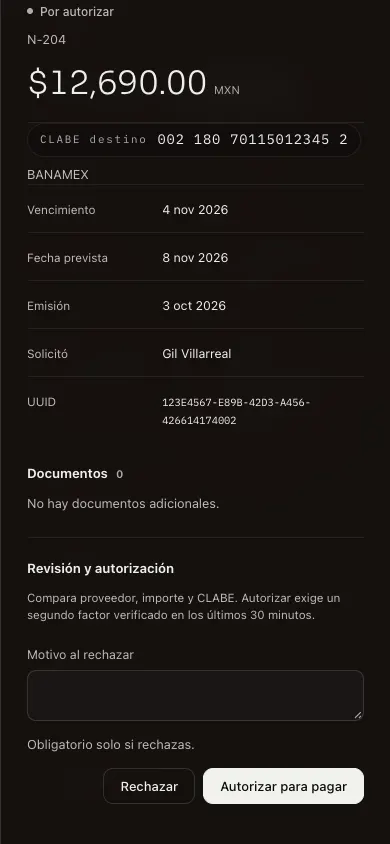 Por autorizar
N-204
$12,690.00 MXN
CLABE destino 002 180 70115012345 2
BANAMEX
Vencimiento 4 nov 2026
Fecha prevista 8 nov 2026
Emisión 3 oct 2026
Solicitó Gil Villarreal
UUID 123E4567-E89B-42D3-A456-
426614174002
Documentos 0
No hay documentos adicionales.
Revisión y autorización
Compara proveedor, importe y CLABE. Autorizar exige un
segundo factor verificado en los últimos 30 minutos.
Motivo al rechazar
Obligatorio solo si rechazas.
Rechazar Autorizar para pagar